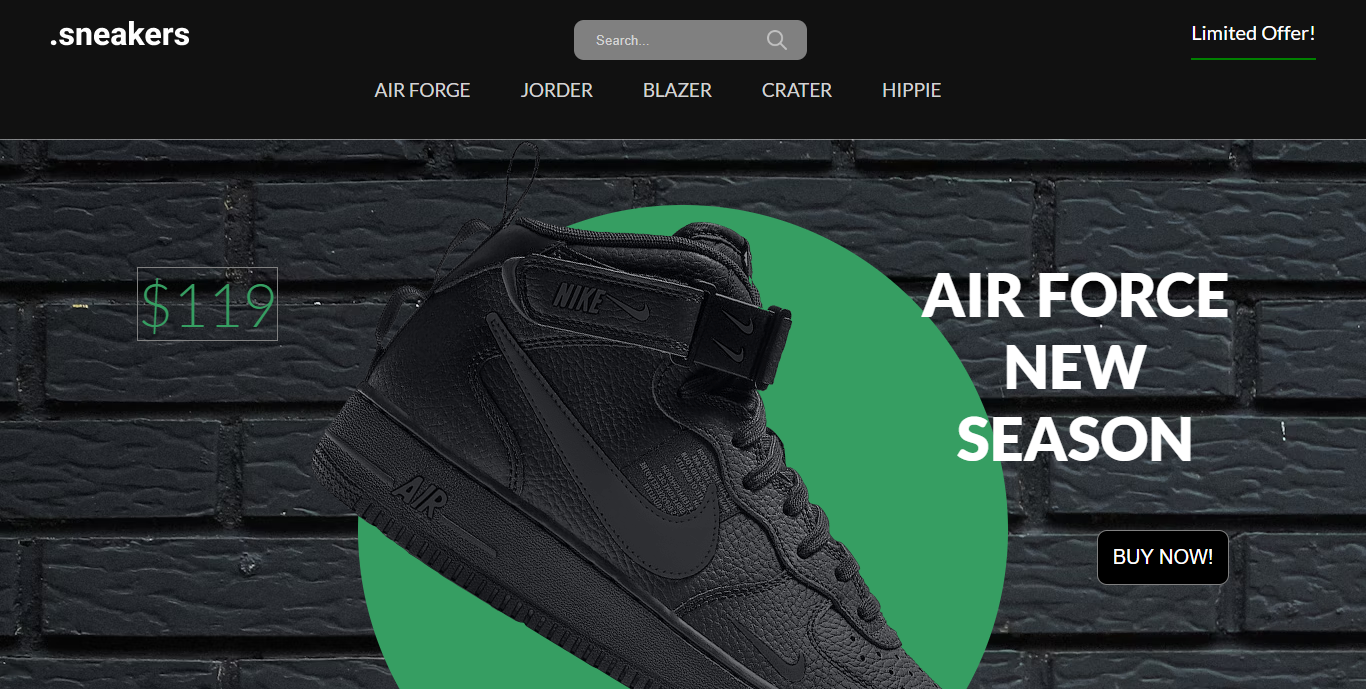 .sneakers
Search...
Limited Offer!
AIR FORGE
JORDER
BLAZER
CRATER
HIPPIE
$119
NIKE
AIR FORCE
NEW
SEASON
AIR
BUY NOW!